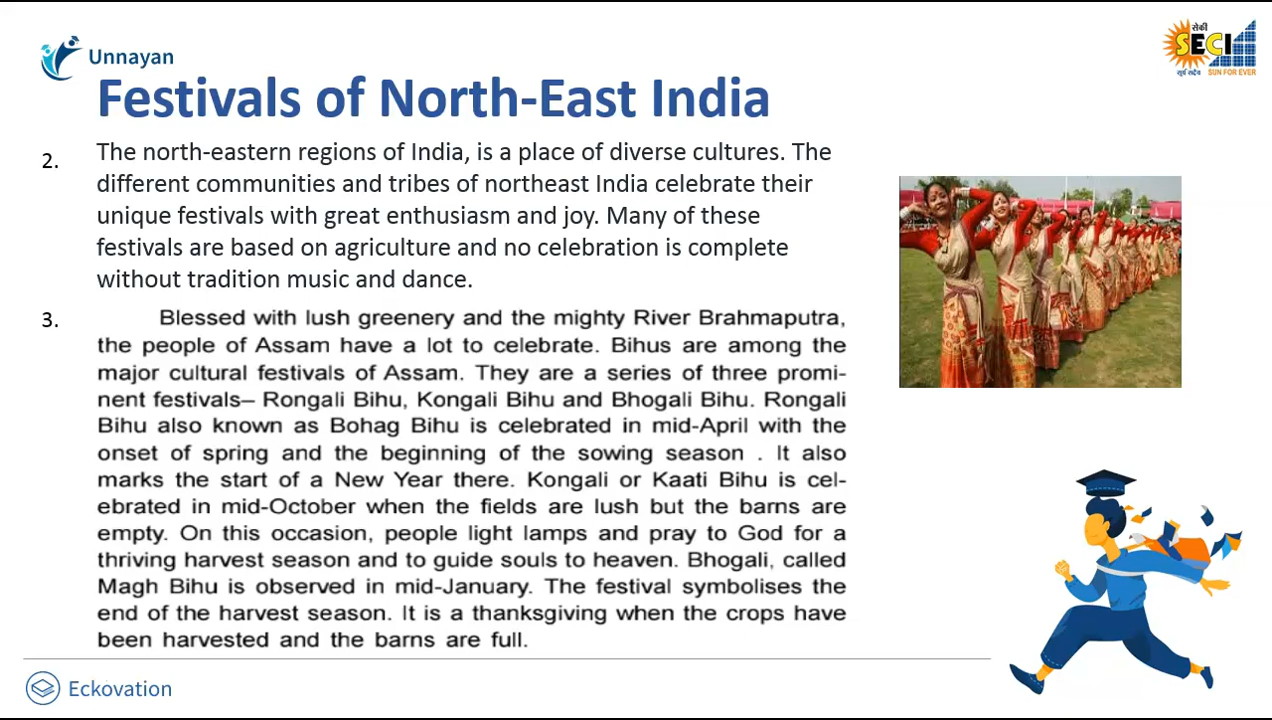 Unnayan
सेकी
SECI
सूर्य सदैव SUN FOR EVER
Festivals of North-East India
2.
The north-eastern regions of India, is a place of diverse cultures. The
different communities and tribes of northeast India celebrate their
unique festivals with great enthusiasm and joy. Many of these
festivals are based on agriculture and no celebration is complete
without tradition music and dance.
3.
Blessed with lush greenery and the mighty River Brahmaputra,
the people of Assam have a lot to celebrate. Bihus are among the
major cultural festivals of Assam. They are a series of three promi-
nent festivals– Rongali Bihu, Kongali Bihu and Bhogali Bihu. Rongali
Bihu also known as Bohag Bihu is celebrated in mid-April with the
onset of spring and the beginning of the sowing season . It also
marks the start of a New Year there. Kongali or Kaati Bihu is cel-
ebrated in mid-October when the fields are lush but the barns are
empty. On this occasion, people light lamps and pray to God for a
thriving harvest season and to guide souls to heaven. Bhogali, called
Magh Bihu is observed in mid-January. The festival symbolises the
end of the harvest season. It is a thanksgiving when the crops have
been harvested and the barns are full.
Eckovation